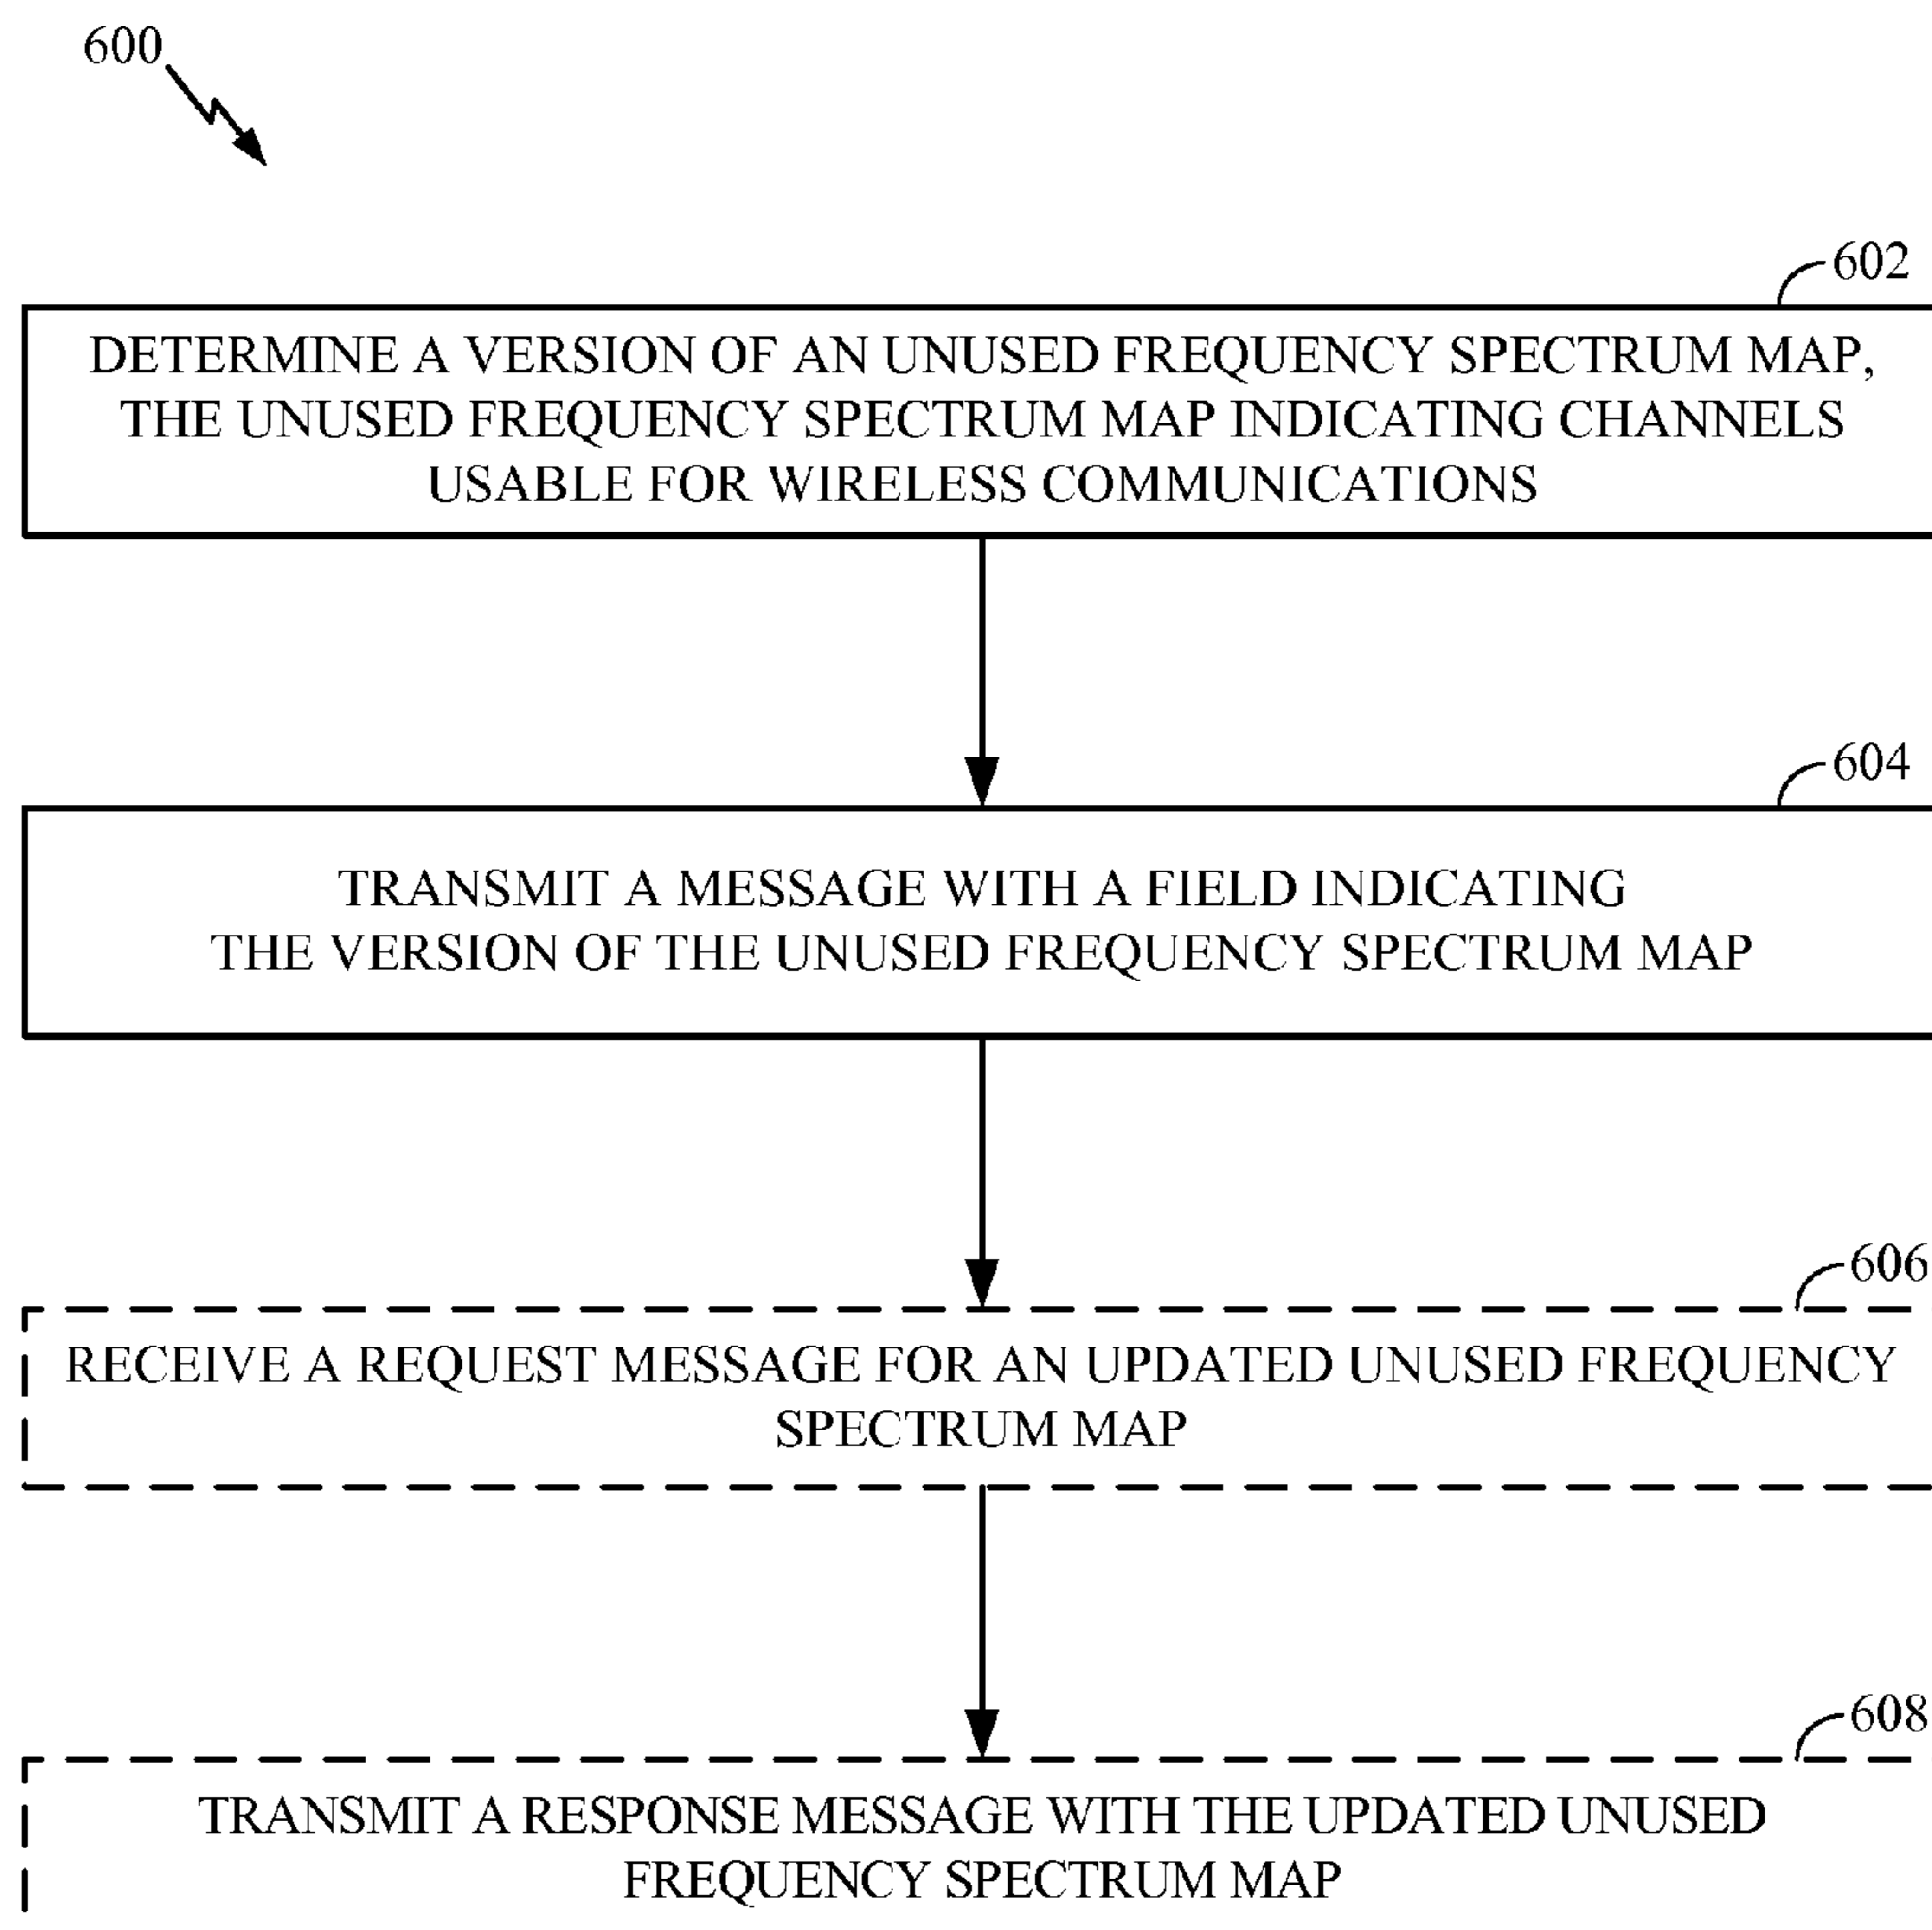 600
602
DETERMINE A VERSION OF AN UNUSED FREQUENCY SPECTRUM MAP,
THE UNUSED FREQUENCY SPECTRUM MAP INDICATING CHANNELS
USABLE FOR WIRELESS COMMUNICATIONS
604
TRANSMIT A MESSAGE WITH A FIELD INDICATING
THE VERSION OF THE UNUSED FREQUENCY SPECTRUM MAP
606
RECEIVE A REQUEST MESSAGE FOR AN UPDATED UNUSED FREQUENCY
SPECTRUM MAP
608
TRANSMIT A RESPONSE MESSAGE WITH THE UPDATED UNUSED
FREQUENCY SPECTRUM MAP